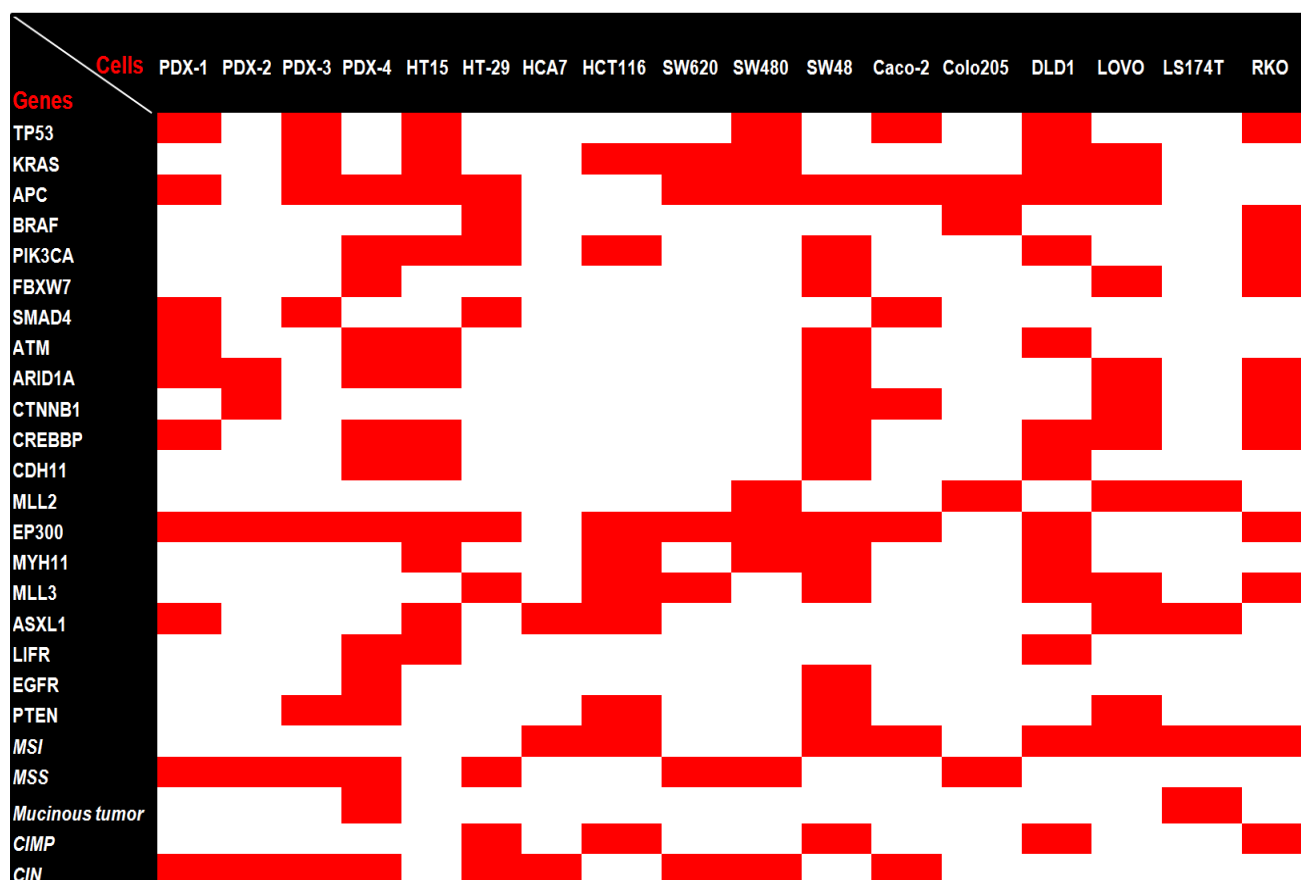 Cells PDX-1 PDX-2 PDX-3 PDX-4 HT15 HT-29 HCA7 HCT116 SW620 SW480 SW48 Caco-2 Colo205 DLD1 LOVO LS174T RKO
Genes
TP53
KRAS
APC
BRAF
PIK3CA
FBXW7
SMAD4
ATM
ARID1A
CTNNB1
CREBBP
CDH11
MLL2
EP300
MYH11
MLL3
ASXL1
LIFR
EGFR
PTEN
MSI
MSS
Mucinous tumor
CIMP
CIN